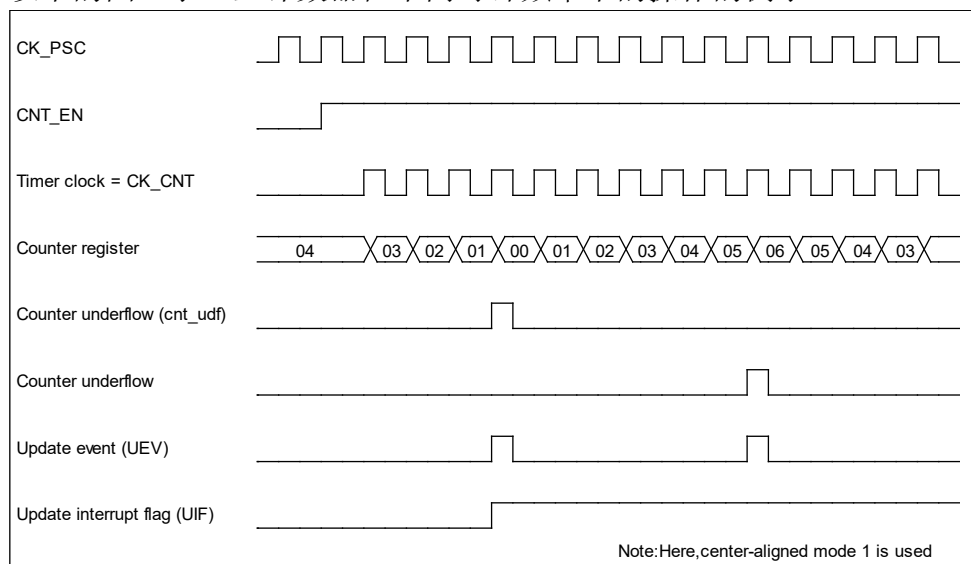 CK_PSC
CNT_EN
Timer clock = CK_CNT
Counter register
04 03 02 01 00 01 02 03 04 05 06 05 04 03
Counter underflow (cnt_udf)
Counter underflow
Update event (UEV)
Update interrupt flag (UIF)
Note:Here,center-aligned mode 1 is used